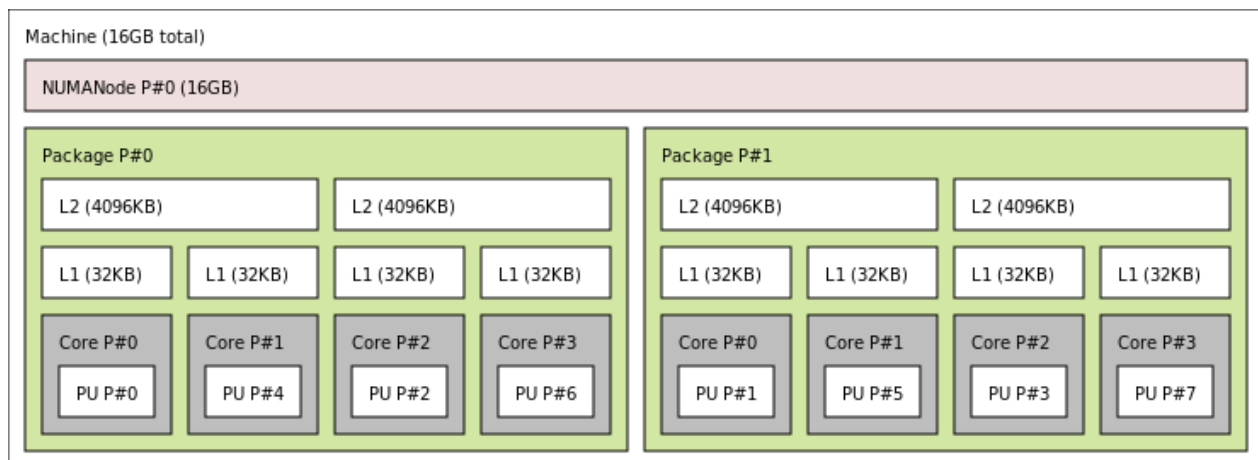 Machine (16GB total)
NUMANode P#0 (16GB)
Package P#0
L2 (4096KB)
L2 (4096KB)
L1 (32KB)
L1 (32KB)
L1 (32KB)
L1 (32KB)
Core P#0
PU P#0
Core P#1
PU P#4
Core P#2
PU P#2
Core P#3
PU P#6
Package P#1
L2 (4096KB)
L2 (4096KB)
L1 (32KB)
L1 (32KB)
L1 (32KB)
L1 (32KB)
Core P#0
PU P#1
Core P#1
PU P#5
Core P#2
PU P#3
Core P#3
PU P#7